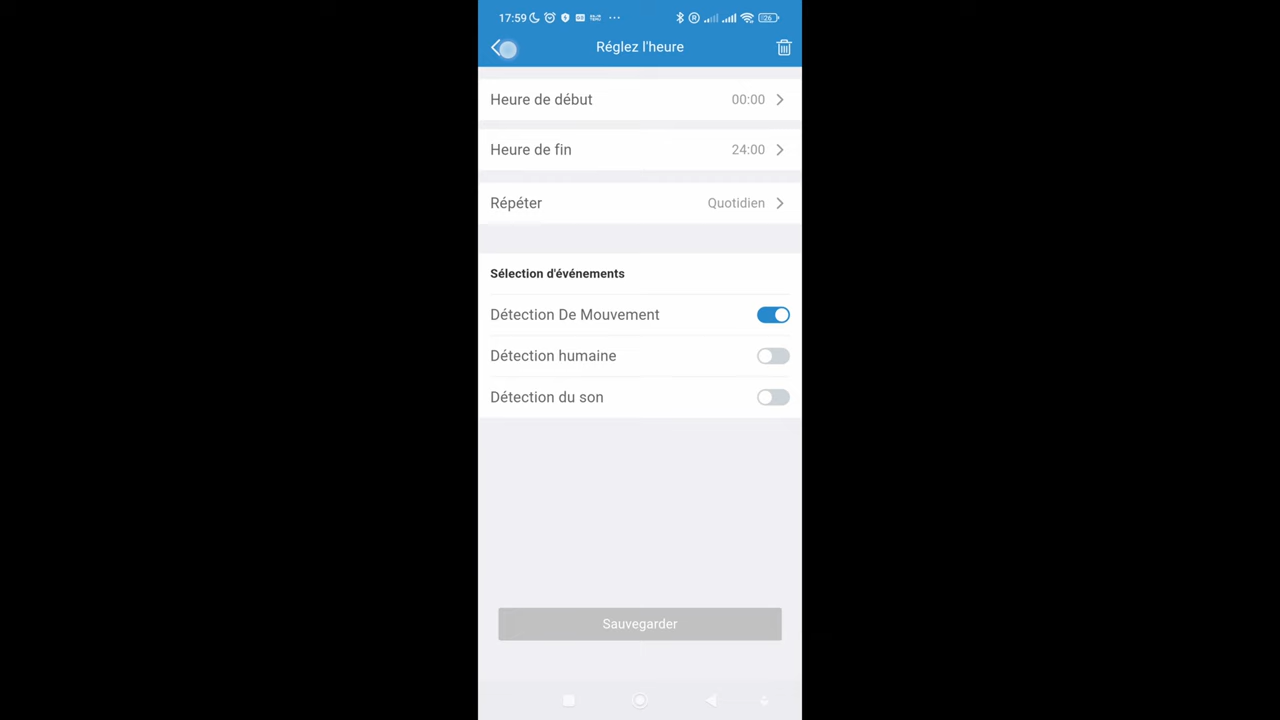 17:59
Réglez l'heure
Heure de début 00:00
Heure de fin 24:00
Répéter Quotidien
Sélection d'événements
Détection De Mouvement
Détection humaine
Détection du son
Sauvegarder